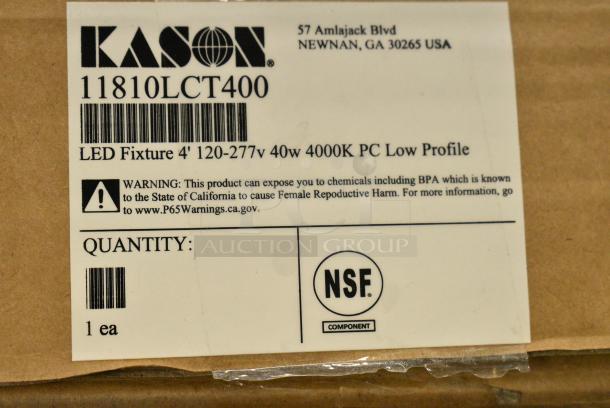 KASON®
57 Amlajack Blvd
NEWNAN, GA 30265 USA
11810LCT400
LED Fixture 4' 120-277v 40w 4000K PC Low Profile
WARNING: This product can expose you to chemicals including BPA which is known
to the State of California to cause Female Reproductive Harm. For more information, go
to www.P65Warnings.ca.gov.
QUANTITY:
AUCTION GROUP
1 ea
NSF
COMPONENT